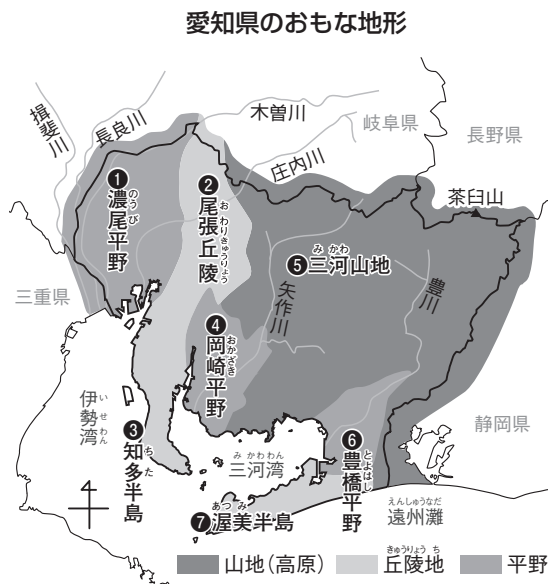 愛知県のおもな地形
揖斐川
長良川
木曽川
庄内川
岐阜県
長野県
茶臼山
❶濃尾平野
のうび
❷尾張丘陵
おわりきゅうりょう
❺三河山地
みかわ
矢作川
豊川
三重県
❹岡崎平野
おかざき
伊勢湾
いせわん
❸知多半島
ちた
三河湾
みかわわん
❻豊橋平野
とよはし
静岡県
遠州灘
えんしゅうなだ
❼渥美半島
あつみ
4
山地(高原)
丘陵地
きゅうりょうち
平野